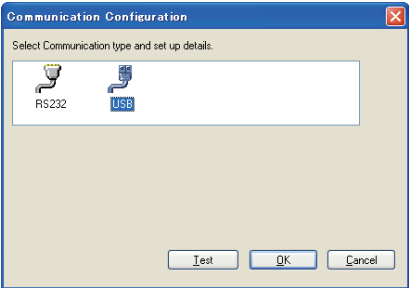 Communication Configuration
Select Communication type and set up details.
RS232 USB
Test OK Cancel